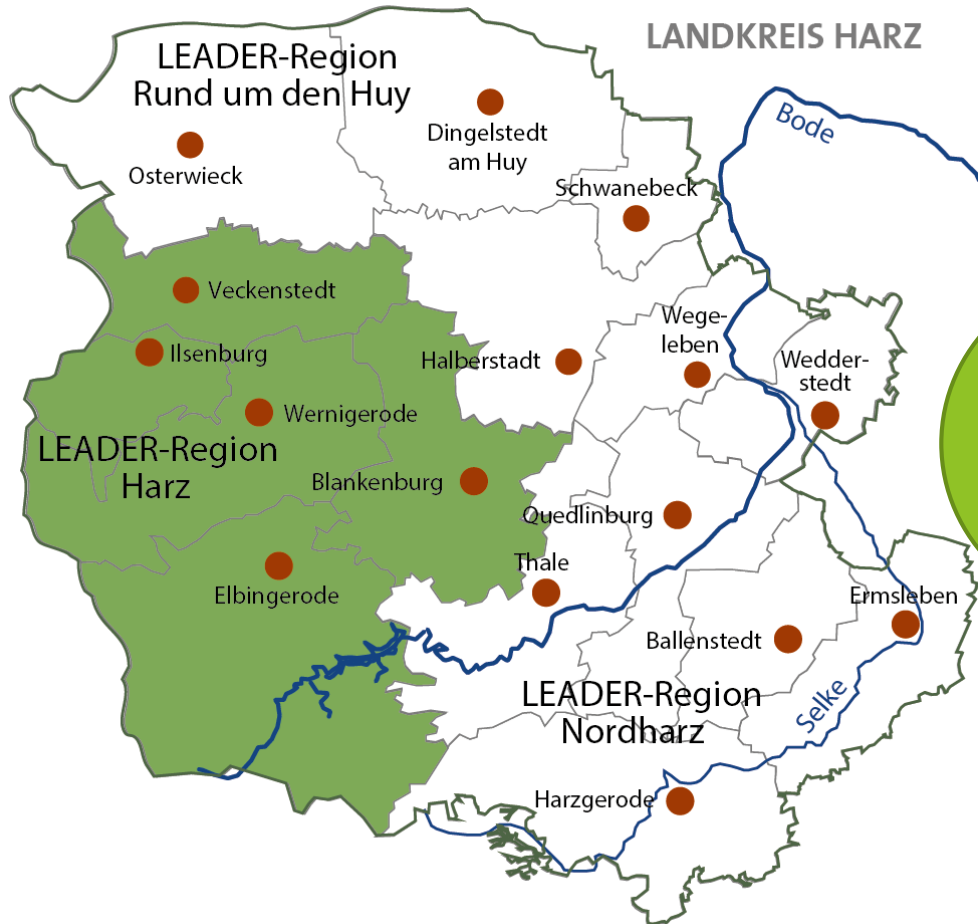 LANDKREIS HARZ
LEADER-Region
Rund um den Huy
Bode
Dingelstedt
am Huy
Osterwieck
Schwanebeck
Veckenstedt
Wege-
leben
Ilsenburg
Halberstadt
Wedder-
stedt
Wernigerode
LEADER-Region
Harz
Blankenburg
Quedlinburg
Thale
Elbingerode
Ermsleben
Ballenstedt
LEADER-Region
Nordharz
Selke
Harzgerode